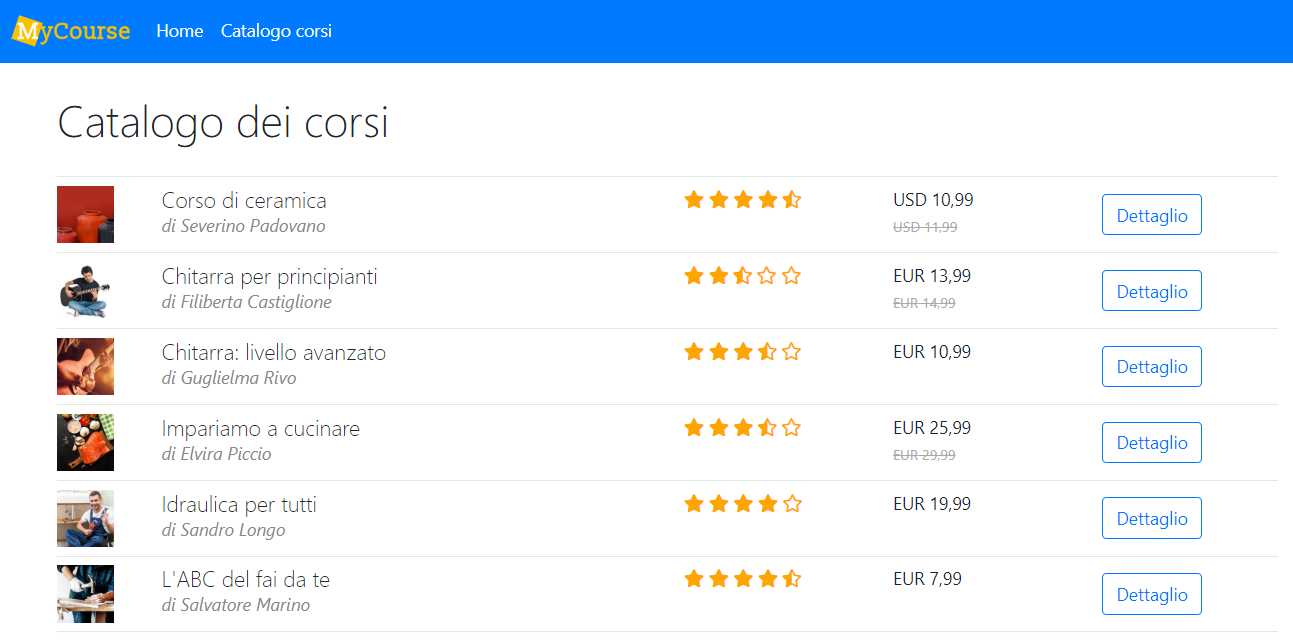 MyCourse Home Catalogo corsi
Catalogo dei corsi
Corso di ceramica USD 10,99
di Severino Padovano USD 11,99 Dettaglio
Chitarra per principianti EUR 13,99
di Filiberta Castiglione EUR 14,99 Dettaglio
Chitarra: livello avanzato EUR 10,99
di Guglielma Rivo Dettaglio
Impariamo a cucinare EUR 25,99
di Elvira Piccio EUR 29,99 Dettaglio
Idraulica per tutti EUR 19,99
di Sandro Longo Dettaglio
L'ABC del fai da te EUR 7,99
di Salvatore Marino Dettaglio